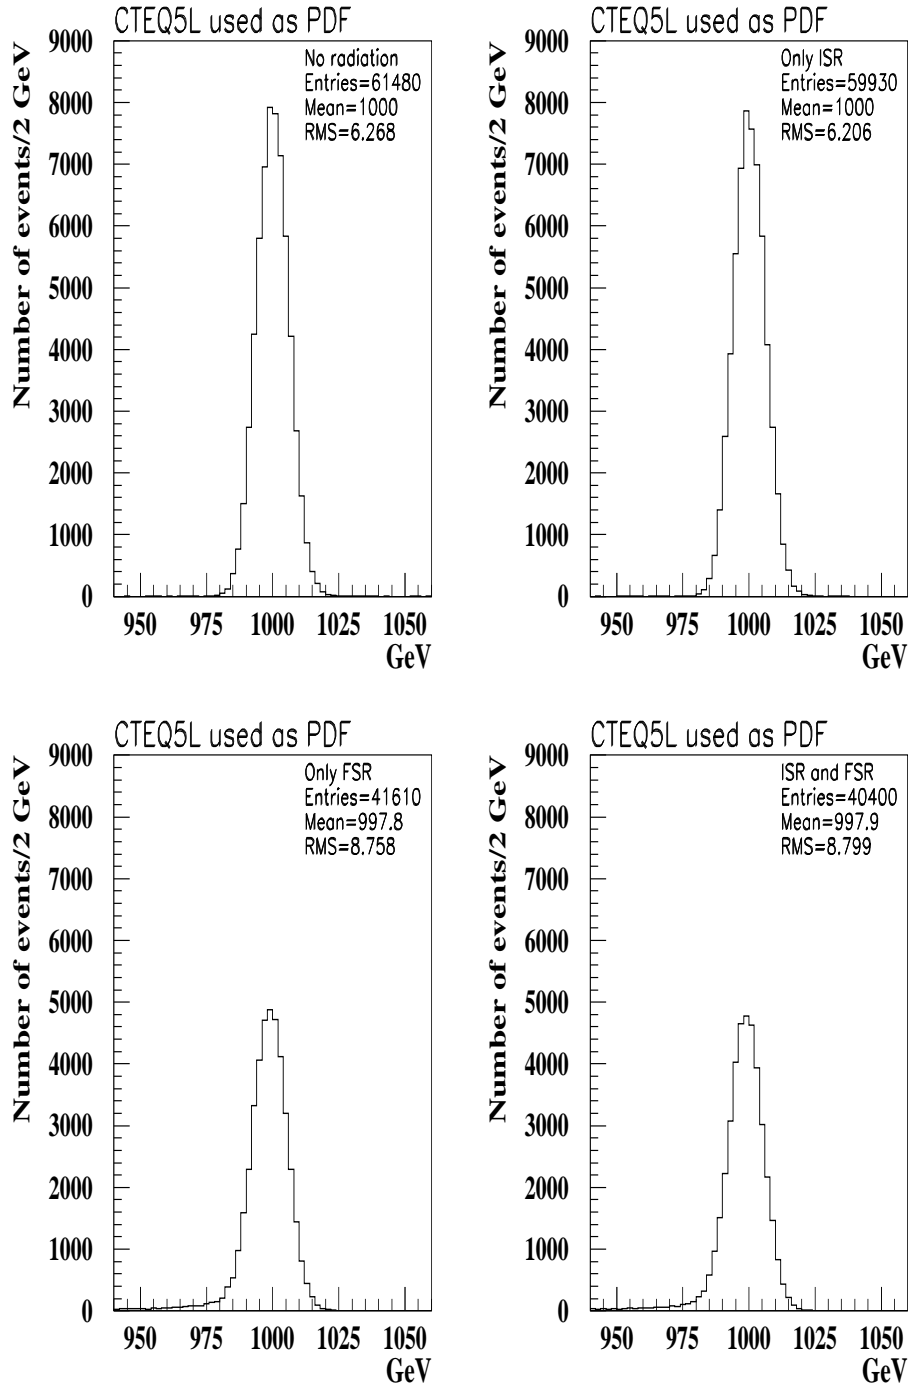 CTEQ5L used as PDF
Number of events/2 GeV
9000
8000
7000
6000
5000
4000
3000
2000
1000
0
No radiation
Entries=61480
Mean=1000
RMS=6.268
950 975 1000 1025 1050
GeV
CTEQ5L used as PDF
Number of events/2 GeV
9000
8000
7000
6000
5000
4000
3000
2000
1000
0
Only ISR
Entries=59930
Mean=1000
RMS=6.206
950 975 1000 1025 1050
GeV
CTEQ5L used as PDF
Number of events/2 GeV
9000
8000
7000
6000
5000
4000
3000
2000
1000
0
Only FSR
Entries=41610
Mean=997.8
RMS=8.758
950 975 1000 1025 1050
GeV
CTEQ5L used as PDF
Number of events/2 GeV
9000
8000
7000
6000
5000
4000
3000
2000
1000
0
ISR and FSR
Entries=40400
Mean=997.9
RMS=8.799
950 975 1000 1025 1050
GeV